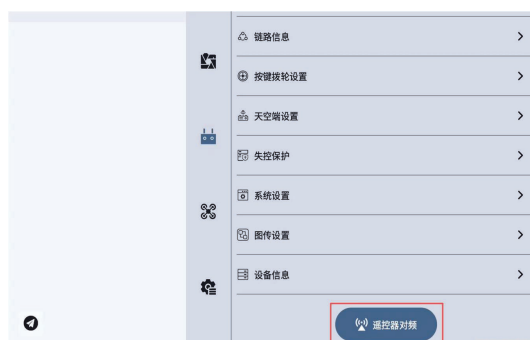 链路信息
按键拨轮设置
天空端设置
失控保护
系统设置
图传设置
设备信息
遥控器对频